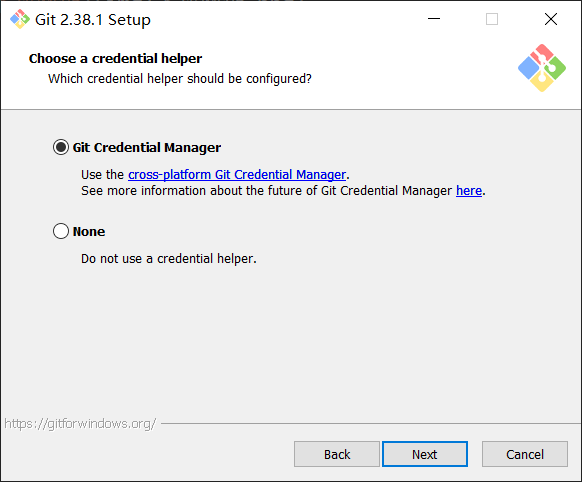 Git 2.38.1 Setup
Choose a credential helper
Which credential helper should be configured?
Git Credential Manager
Use the cross-platform Git Credential Manager.
See more information about the future of Git Credential Manager here.
None
Do not use a credential helper.
https://gitforwindows.org/
Back Next Cancel